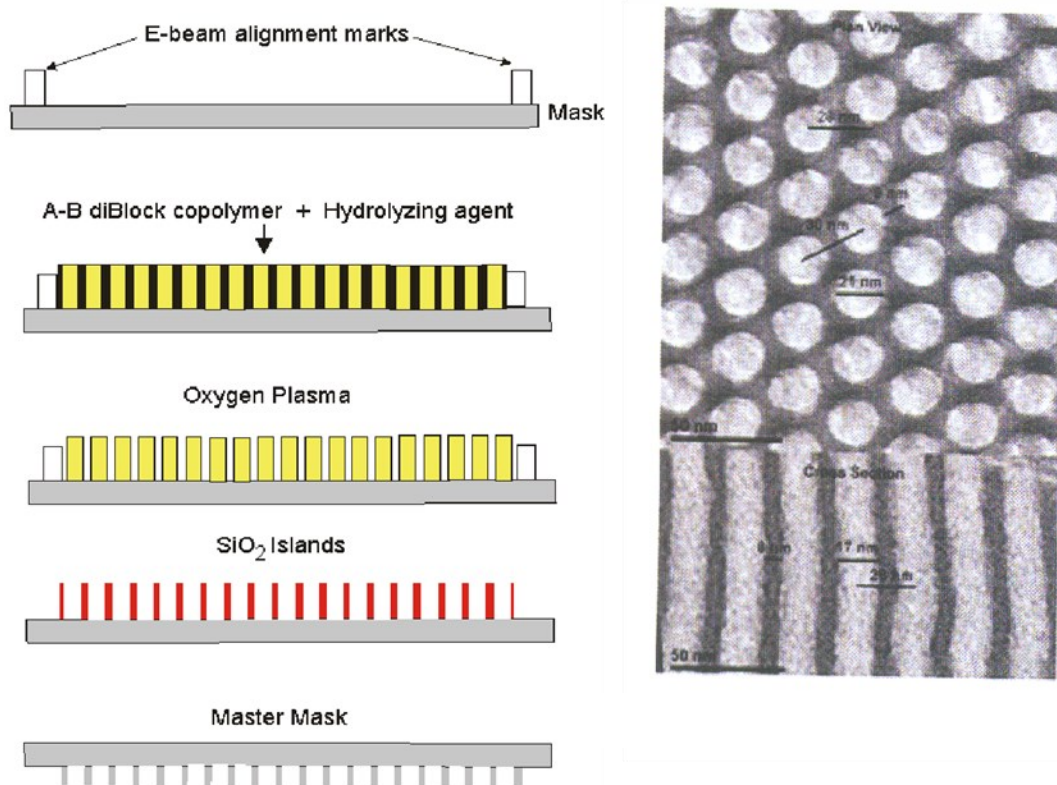 E-beam alignment marks
Mask
A-B diBlock copolymer + Hydrolyzing agent
Oxygen Plasma
SiO2 Islands
Master Mask
Plan View
30 nm
21 nm
50 nm
Cross Section
17 nm
50 nm